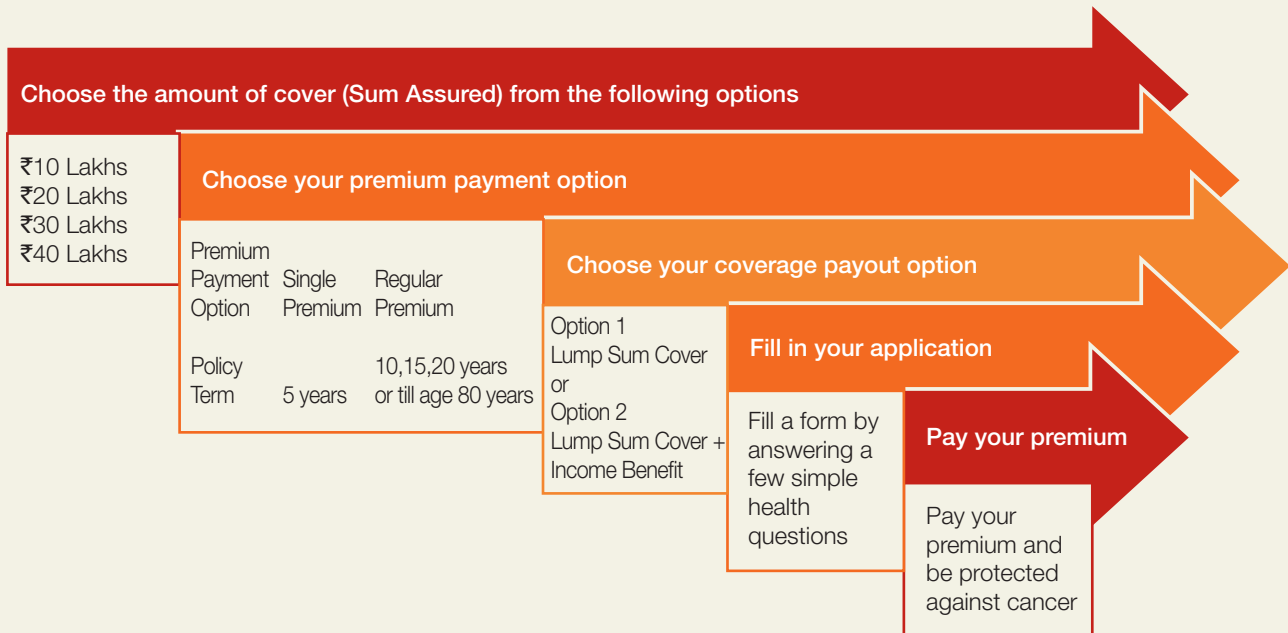 Choose the amount of cover (Sum Assured) from the following options
₹10 Lakhs
₹20 Lakhs
₹30 Lakhs
₹40 Lakhs
Choose your premium payment option
Premium
Payment Single Regular
Option Premium Premium
Policy 10,15,20 years
Term 5 years or till age 80 years
Choose your coverage payout option
Option 1
Lump Sum Cover
or
Option 2
Lump Sum Cover +
Income Benefit
Fill in your application
Fill a form by
answering a
few simple
health
questions
Pay your premium
Pay your
premium and
be protected
against cancer